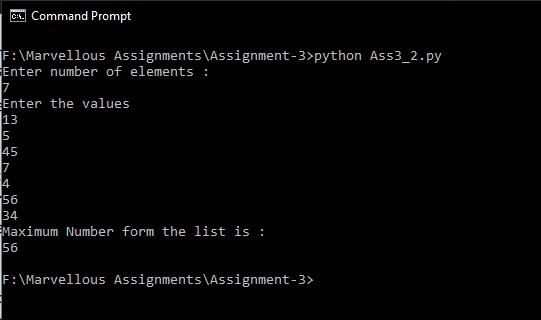 Command Prompt
F:\Marvellous Assignments\Assignment-3>python Ass3_2.py
Enter number of elements :
7
Enter the values
13
5
45
7
4
56
34
Maximum Number form the list is :
56
F:\Marvellous Assignments\Assignment-3>